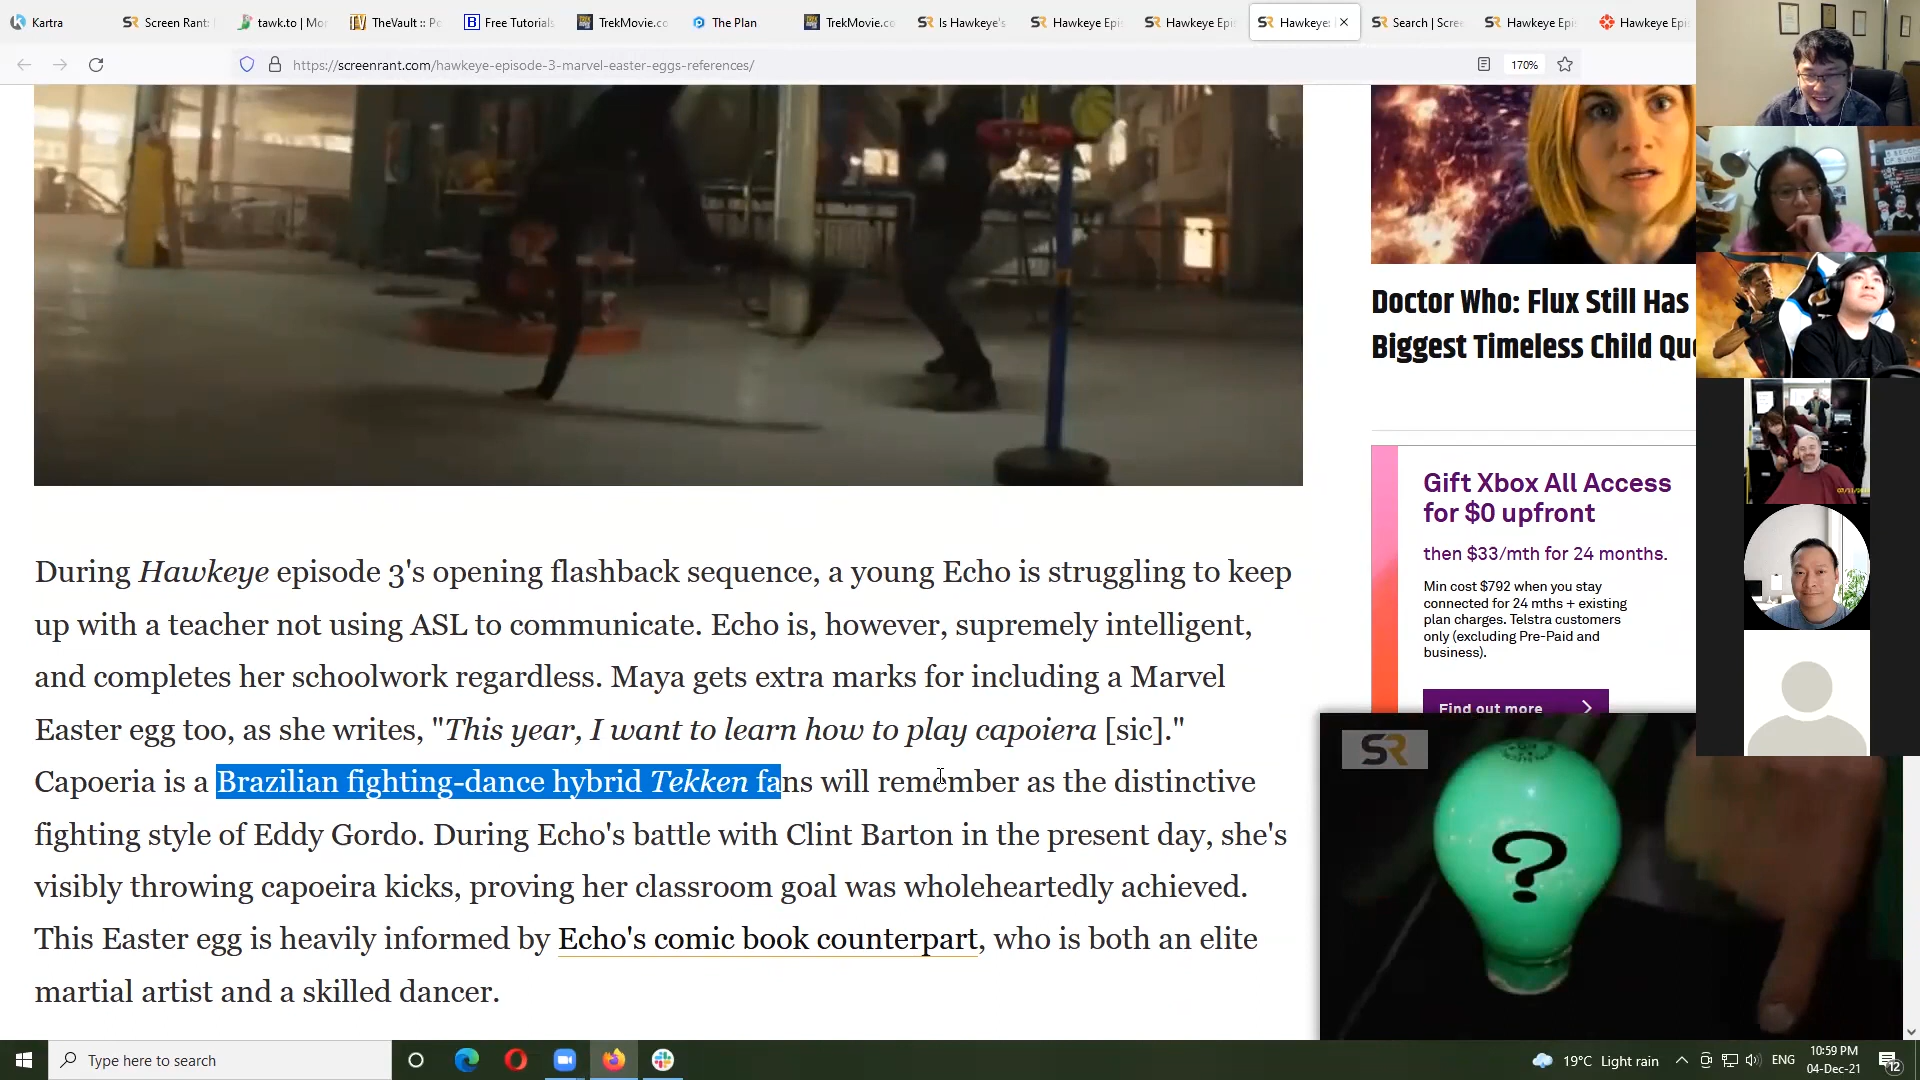 Kartra
Screen Rant:
tawk.to | Mor
TheVault :: Po
Free Tutorials
TrekMovie.co
The Plan
TrekMovie.co
Is Hawkeye's
Hawkeye Epis
Hawkeye Epi
Hawkeye:
Search | Scre
Hawkeye Epi
Hawkeye Epi
https://screenrant.com/hawkeye-episode-3-marvel-easter-eggs-references/
170%
During Hawkeye episode 3's opening flashback sequence, a young Echo is struggling to keep
up with a teacher not using ASL to communicate. Echo is, however, supremely intelligent,
and completes her schoolwork regardless. Maya gets extra marks for including a Marvel
Easter egg too, as she writes, "This year, I want to learn how to play capoiera [sic]."
Capoeria is a Brazilian fighting-dance hybrid Tekken fans will remember as the distinctive
fighting style of Eddy Gordo. During Echo's battle with Clint Barton in the present day, she's
visibly throwing capoeira kicks, proving her classroom goal was wholeheartedly achieved.
This Easter egg is heavily informed by Echo's comic book counterpart, who is both an elite
martial artist and a skilled dancer.
Doctor Who: Flux Still Has
Biggest Timeless Child Qu
Gift Xbox All Access
for $0 upfront
then $33/mth for 24 months.
Min cost $792 when you stay
connected for 24 mths + existing
plan charges. Telstra customers
only (excluding Pre-Paid and
business).
Find out more
SR
?
Type here to search
19°C Light rain
ENG
10:59 PM
04-Dec-21
12